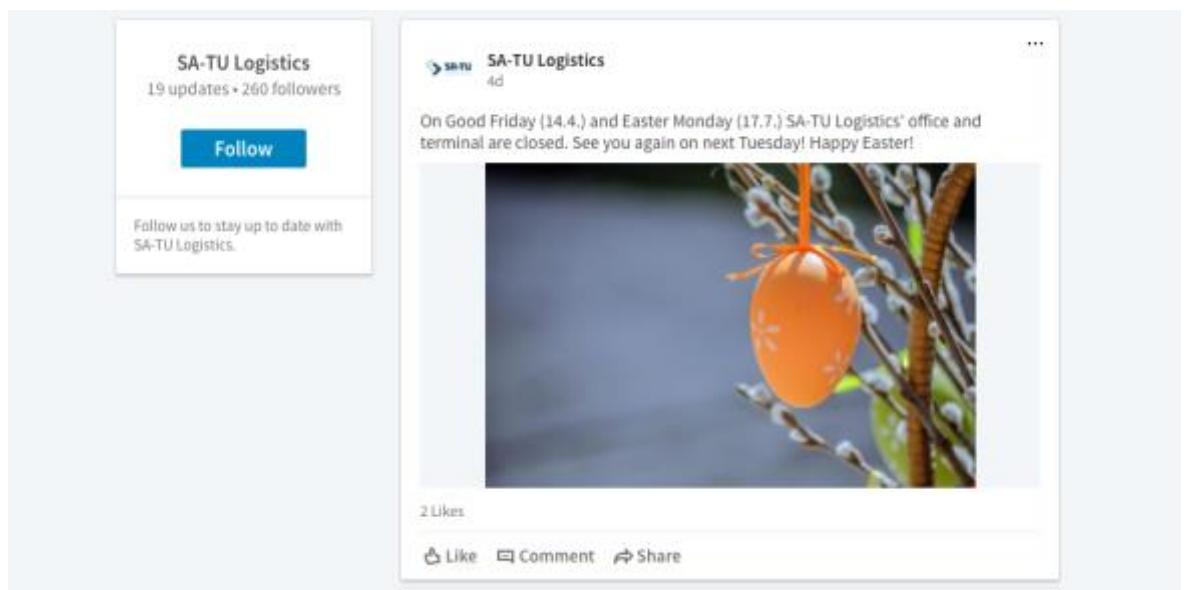 SA-TU Logistics
19 updates • 260 followers
Follow
Follow us to stay up to date with
SA-TU Logistics.
...
SA-TU
SA-TU Logistics
4d
On Good Friday (14.4.) and Easter Monday (17.7.) SA-TU Logistics' office and
terminal are closed. See you again on next Tuesday! Happy Easter!
2 Likes
Like Comment Share